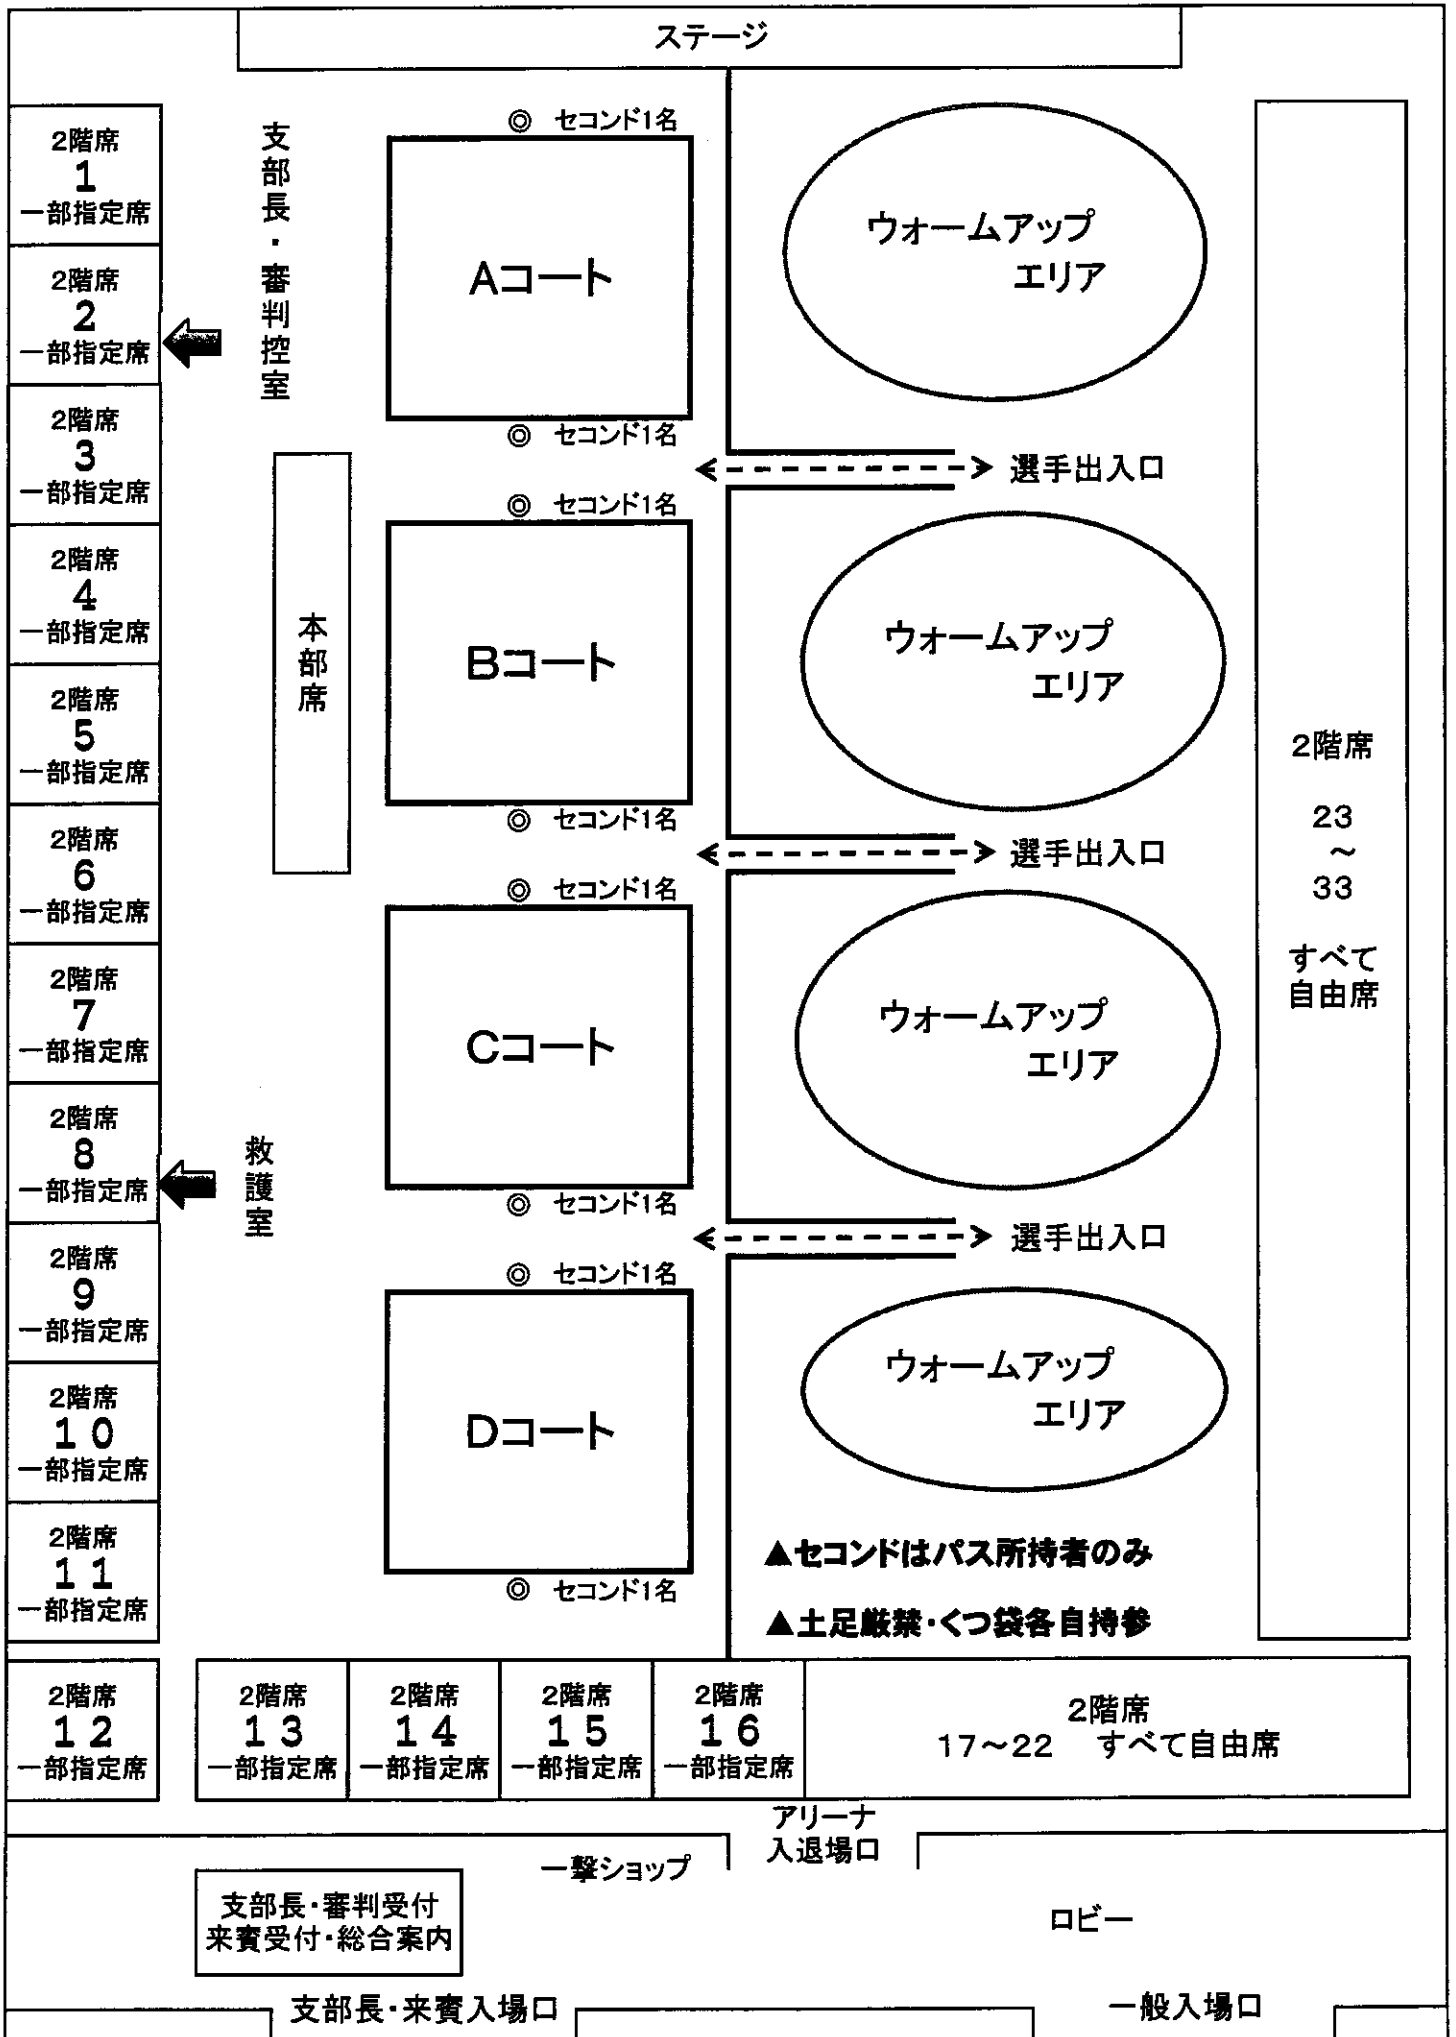 ステージ
2階席
1
一部指定席
2階席
2
一部指定席
2階席
3
一部指定席
2階席
4
一部指定席
2階席
5
一部指定席
2階席
6
一部指定席
2階席
7
一部指定席
2階席
8
一部指定席
2階席
9
一部指定席
2階席
10
一部指定席
2階席
11
一部指定席
2階席
12
一部指定席
支部長・審判控室
本部席
救護室
◎ セコンド1名
Aコート
◎ セコンド1名
◎ セコンド1名
Bコート
◎ セコンド1名
◎ セコンド1名
Cコート
◎ セコンド1名
◎ セコンド1名
Dコート
◎ セコンド1名
ウォームアップ
エリア
選手出入口
ウォームアップ
エリア
選手出入口
ウォームアップ
エリア
選手出入口
ウォームアップ
エリア
▲セコンドはパス所持者のみ
▲土足厳禁・くつ袋各自持参
2階席
23
～
33
すべて
自由席
2階席
13
一部指定席
2階席
14
一部指定席
2階席
15
一部指定席
2階席
16
一部指定席
2階席
17～22 すべて自由席
アリーナ
入退場口
一撃ショップ
支部長・審判受付
来賓受付・総合案内
ロビー
支部長・来賓入場口
一般入場口